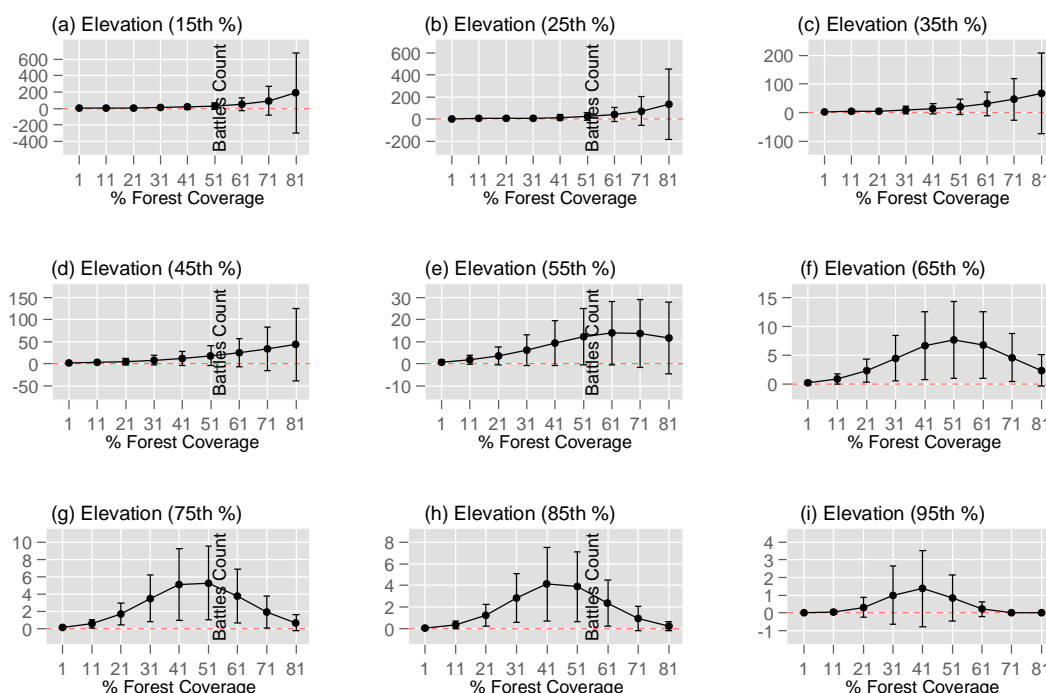 (a) Elevation (15th %)
600
400
200
0
-200
-400
Battles Count
1 11 21 31 41 51 61 71 81
% Forest Coverage
(b) Elevation (25th %)
600
400
200
0
-200
Battles Count
1 11 21 31 41 51 61 71 81
% Forest Coverage
(c) Elevation (35th %)
200
100
0
-100
1 11 21 31 41 51 61 71 81
% Forest Coverage
(d) Elevation (45th %)
150
100
50
0
-50
Battles Count
1 11 21 31 41 51 61 71 81
% Forest Coverage
(e) Elevation (55th %)
30
20
10
0
-10
Battles Count
1 11 21 31 41 51 61 71 81
% Forest Coverage
(f) Elevation (65th %)
15
10
5
0
1 11 21 31 41 51 61 71 81
% Forest Coverage
(g) Elevation (75th %)
10
8
6
4
2
0
Battles Count
1 11 21 31 41 51 61 71 81
% Forest Coverage
(h) Elevation (85th %)
8
6
4
2
0
Battles Count
1 11 21 31 41 51 61 71 81
% Forest Coverage
(i) Elevation (95th %)
4
3
2
1
0
-1
1 11 21 31 41 51 61 71 81
% Forest Coverage